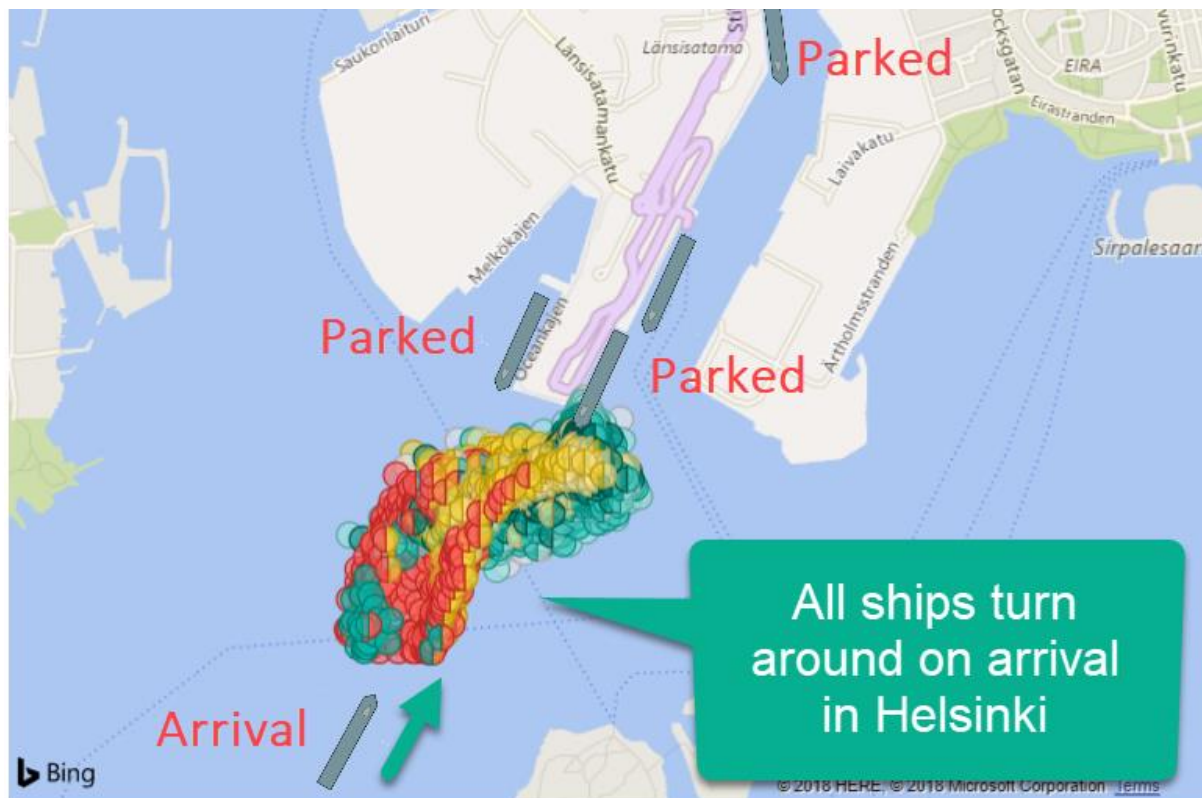 Saukonlaituri
Länsisatamankatu
Länsisatama
Parked
EIRA
Eirastranden
Laivakatu
Melkökajen
Oceankajen
Parked
Parked
Ärtholmsstranden
Sirpalesaar
All ships turn
around on arrival
in Helsinki
Arrival
Bing
© 2018 HERE, © 2018 Microsoft Corporation Terms